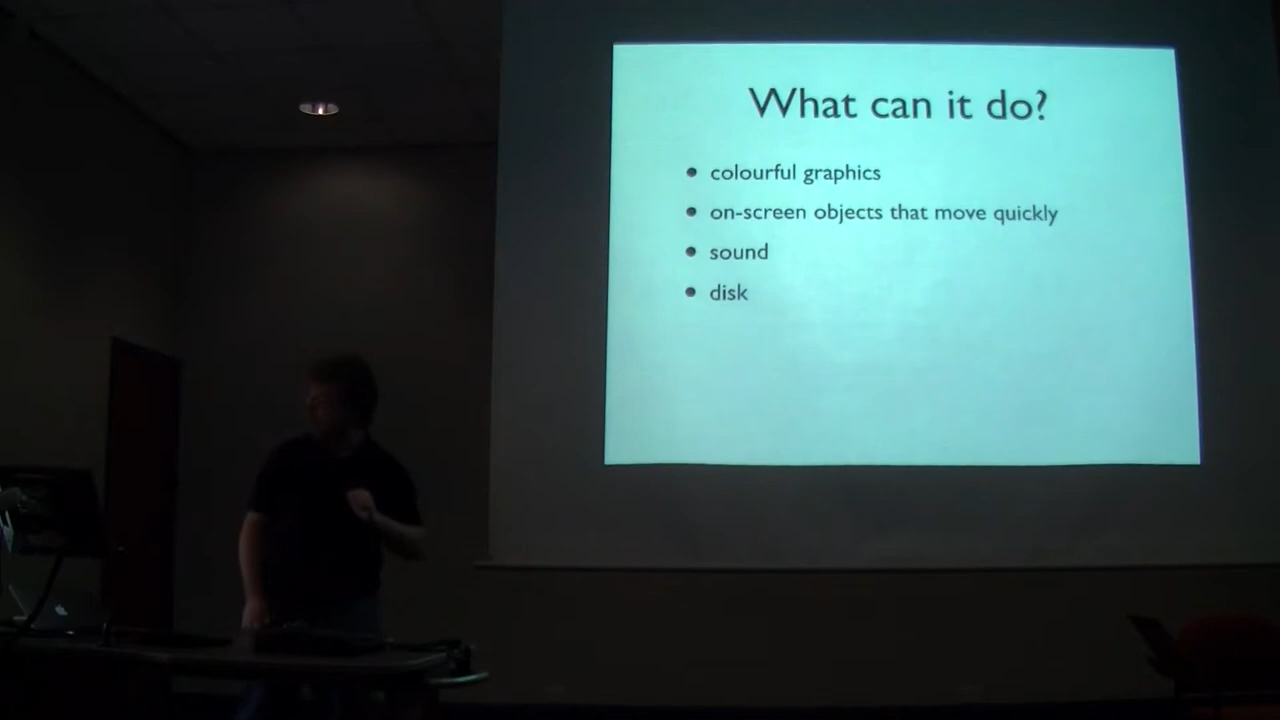 What can it do?
• colourful graphics
• on-screen objects that move quickly
• sound
• disk